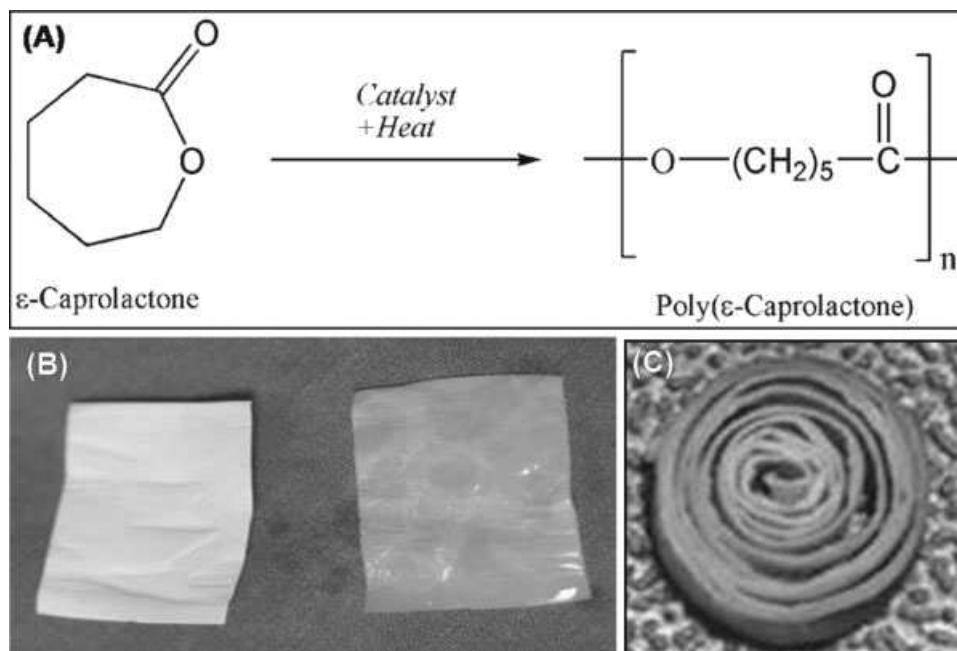 (A)
O
O
Catalyst
+Heat
O
O
(CH2)5
C
n
ε-Caprolactone
Poly(ε-Caprolactone)
(B)
(C)